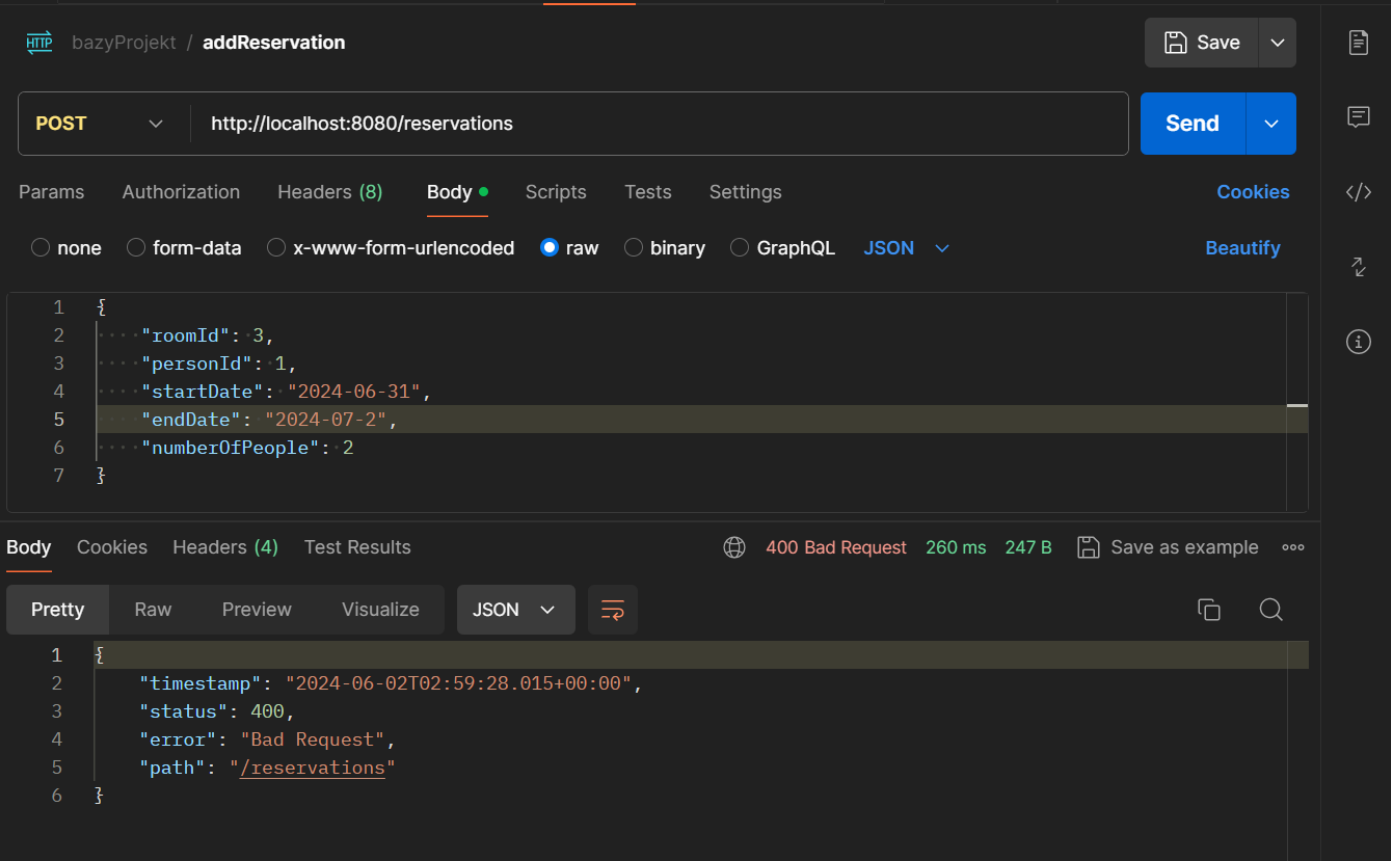 HTTP bazyProjekt / addReservation Save
POST http://localhost:8080/reservations Send
Params Authorization Headers (8) Body Scripts Tests Settings Cookies
none form-data x-www-form-urlencoded raw binary GraphQL JSON Beautify
1 {
2 "roomId": 3,
3 "personId": 1,
4 "startDate": "2024-06-31",
5 "endDate": "2024-07-2",
6 "numberOfPeople": 2
7 }
Body Cookies Headers (4) Test Results 400 Bad Request 260 ms 247 B Save as example
Pretty Raw Preview Visualize JSON
1 {
2 "timestamp": "2024-06-02T02:59:28.015+00:00",
3 "status": 400,
4 "error": "Bad Request",
5 "path": "/reservations"
6 }